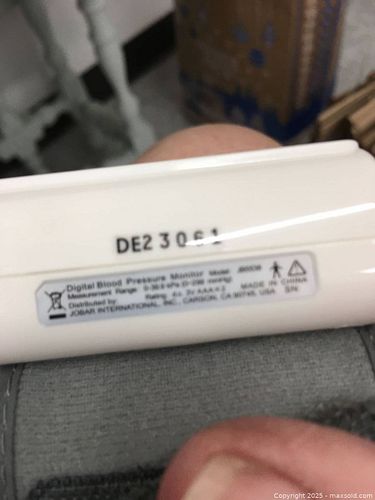 DE23061
Digital Blood Pressure Monitor Model
Measurement Range
Distributed by: Rating MADE IN CHINA
JOBAR INTERNATIONAL, INC., CARSON, CA 90745, USA SN:
Copyright © 2025 - maxsold.com